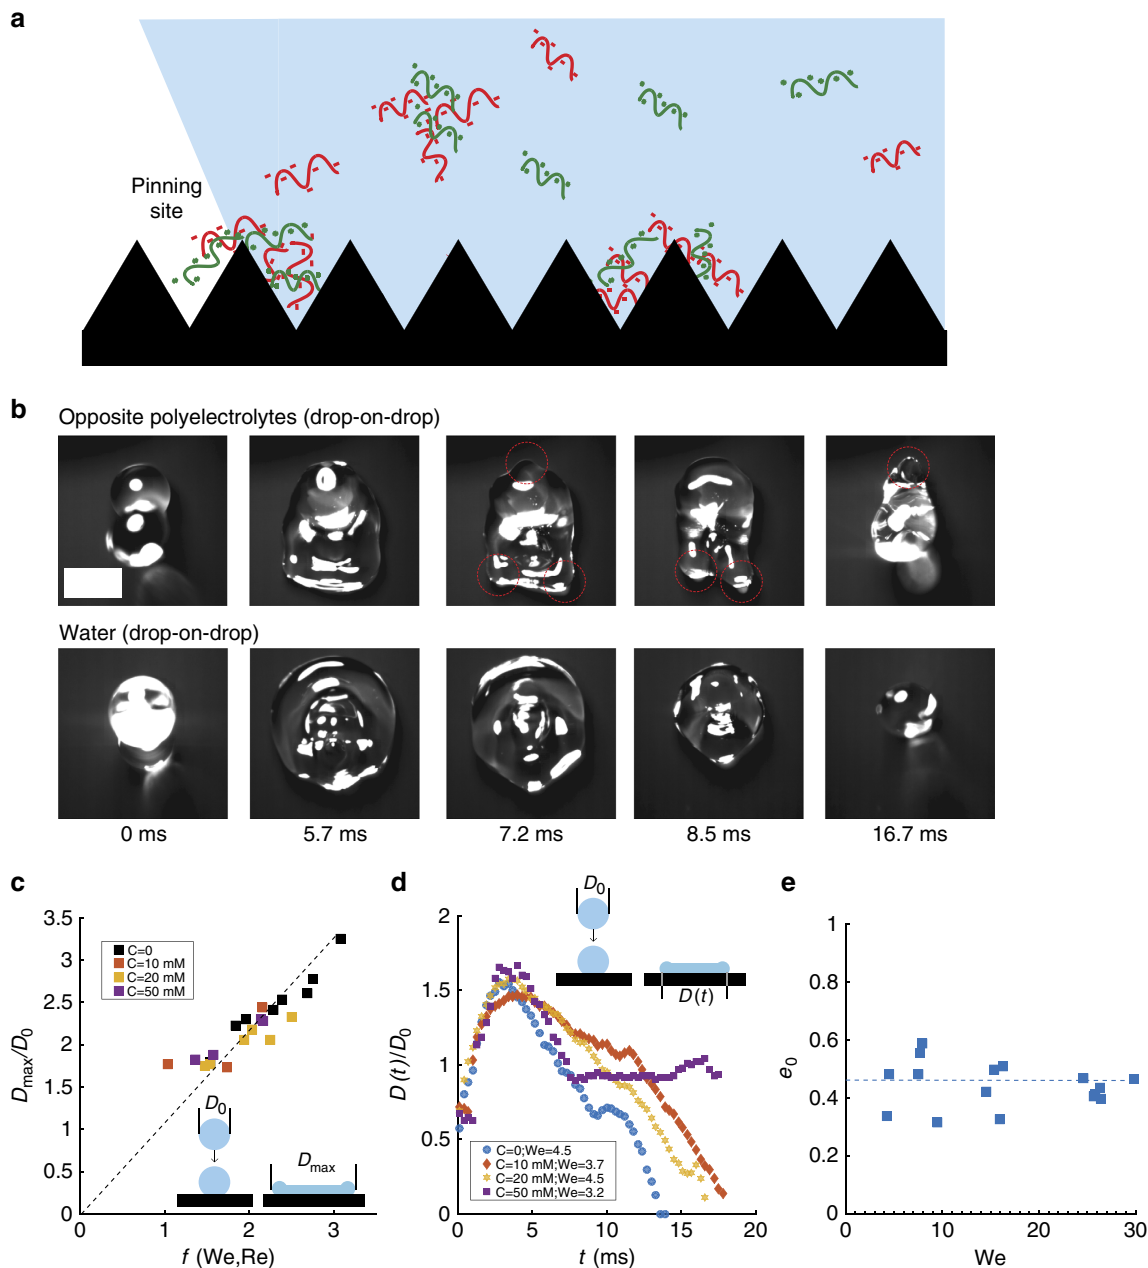 a
Pinning
site
b
Opposite polyelectrolytes (drop-on-drop)
Water (drop-on-drop)
0 ms
5.7 ms
7.2 ms
8.5 ms
16.7 ms
c
3.5
3
2.5
2
1.5
1
0.5
0
0
1
2
3
D_max/D_0
f (We,Re)
C=0
C=10 mM
C=20 mM
C=50 mM
D_0
D_max
d
2
1.5
1
0.5
0
0
5
10
15
20
D(t)/D_0
t (ms)
D_0
D(t)
C=0;We=4.5
C=10 mM;We=3.7
C=20 mM;We=4.5
C=50 mM;We=3.2
e
1
0.8
0.6
0.4
0.2
0
0
10
20
30
e_0
We